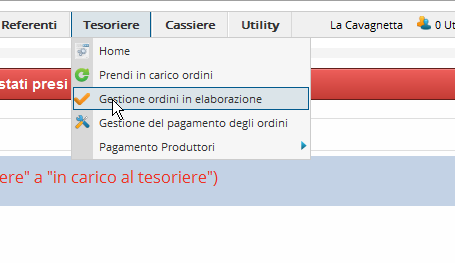 Referenti Tesoriere Cassiere Utility La Cavagnetta 0 Ut
Home
stati presi
Prendi in carico ordini
Gestione ordini in elaborazione
Gestione del pagamento degli ordini
Pagamento Produttori
ere" a "in carico al tesoriere")